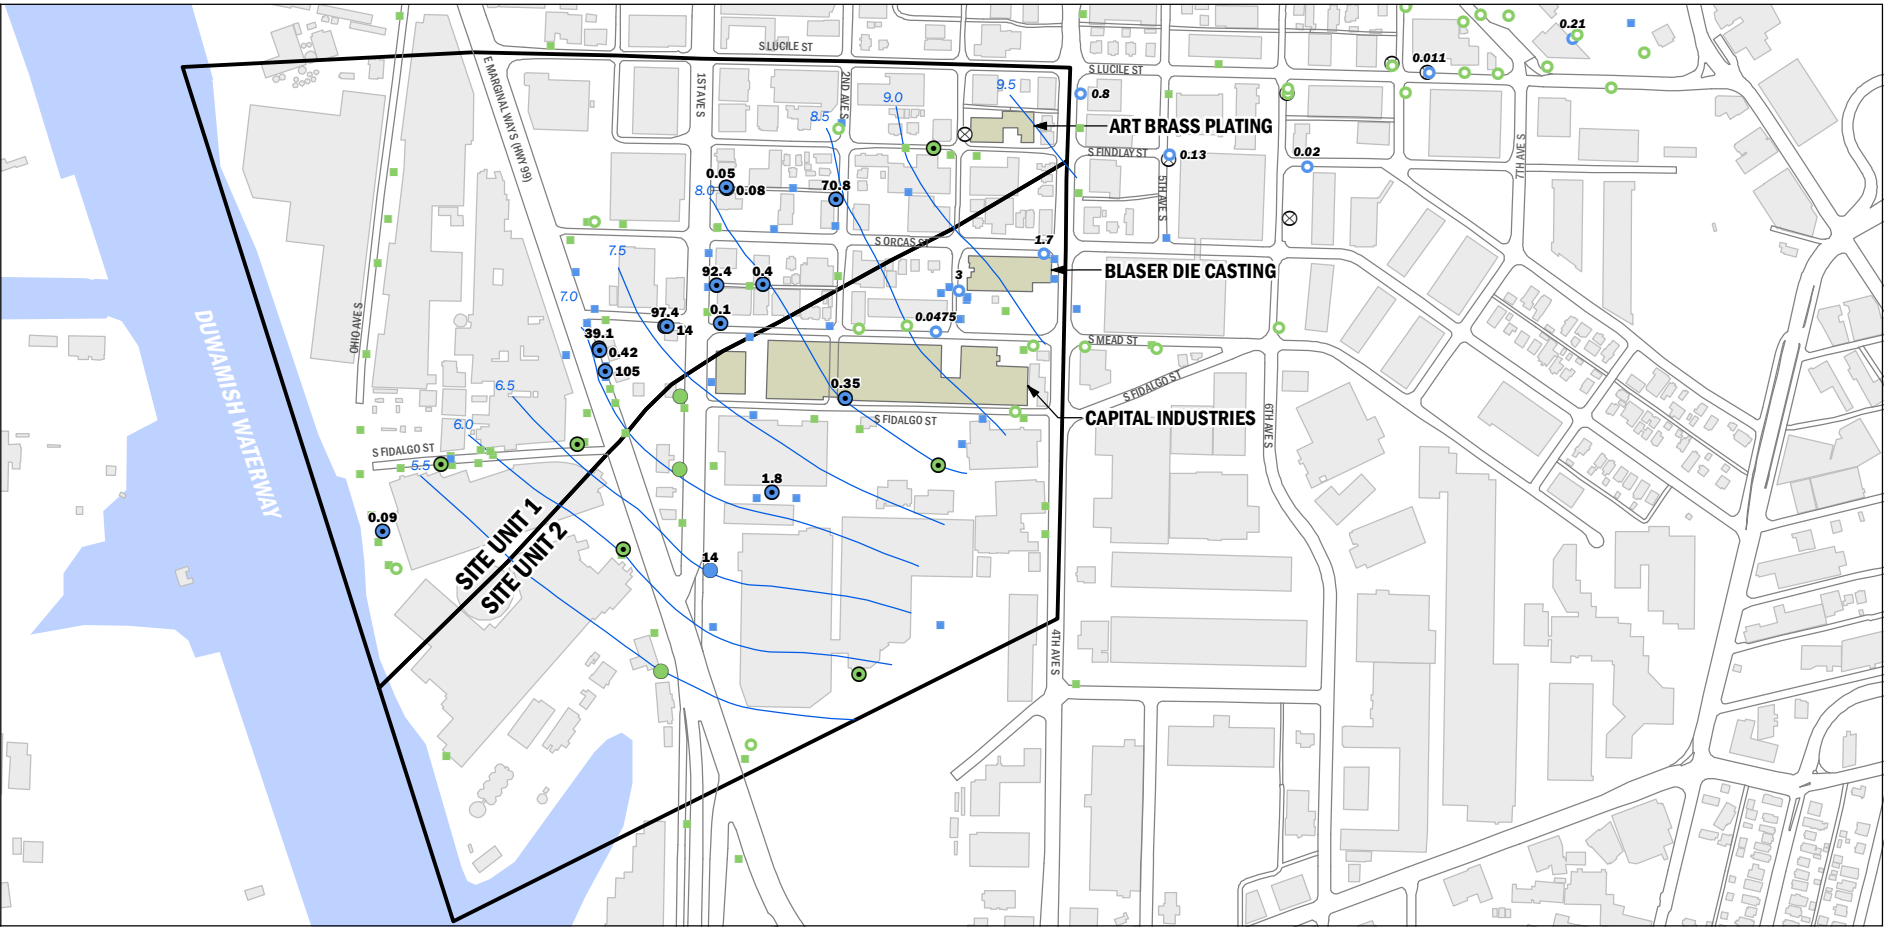 0.21
S LUCILE ST
E MARGINAL WAY S (HWY 99)
1ST AVE S
2ND AVE S
9.0
9.5
8.5
S LUCILE ST
0.011
0.8
ART BRASS PLATING
7TH AVE S
S FINDLAY ST
0.13
0.02
5TH AVE S
0.05
0.08
8.0
70.8
S ORCAS ST
1.7
7.5
92.4
0.4
3
BLASER DIE CASTING
7.0
OHIO AVE S
97.4
14
0.1
0.0475
39.1
0.42
105
S MEAD ST
DUWAMISH WATERWAY
6.5
0.35
S FIDALGO ST
S FIDALGO ST
CAPITAL INDUSTRIES
6TH AVE S
6.0
S FIDALGO ST
5.5
1.8
0.09
SITE UNIT 1
SITE UNIT 2
14
4TH AVE S